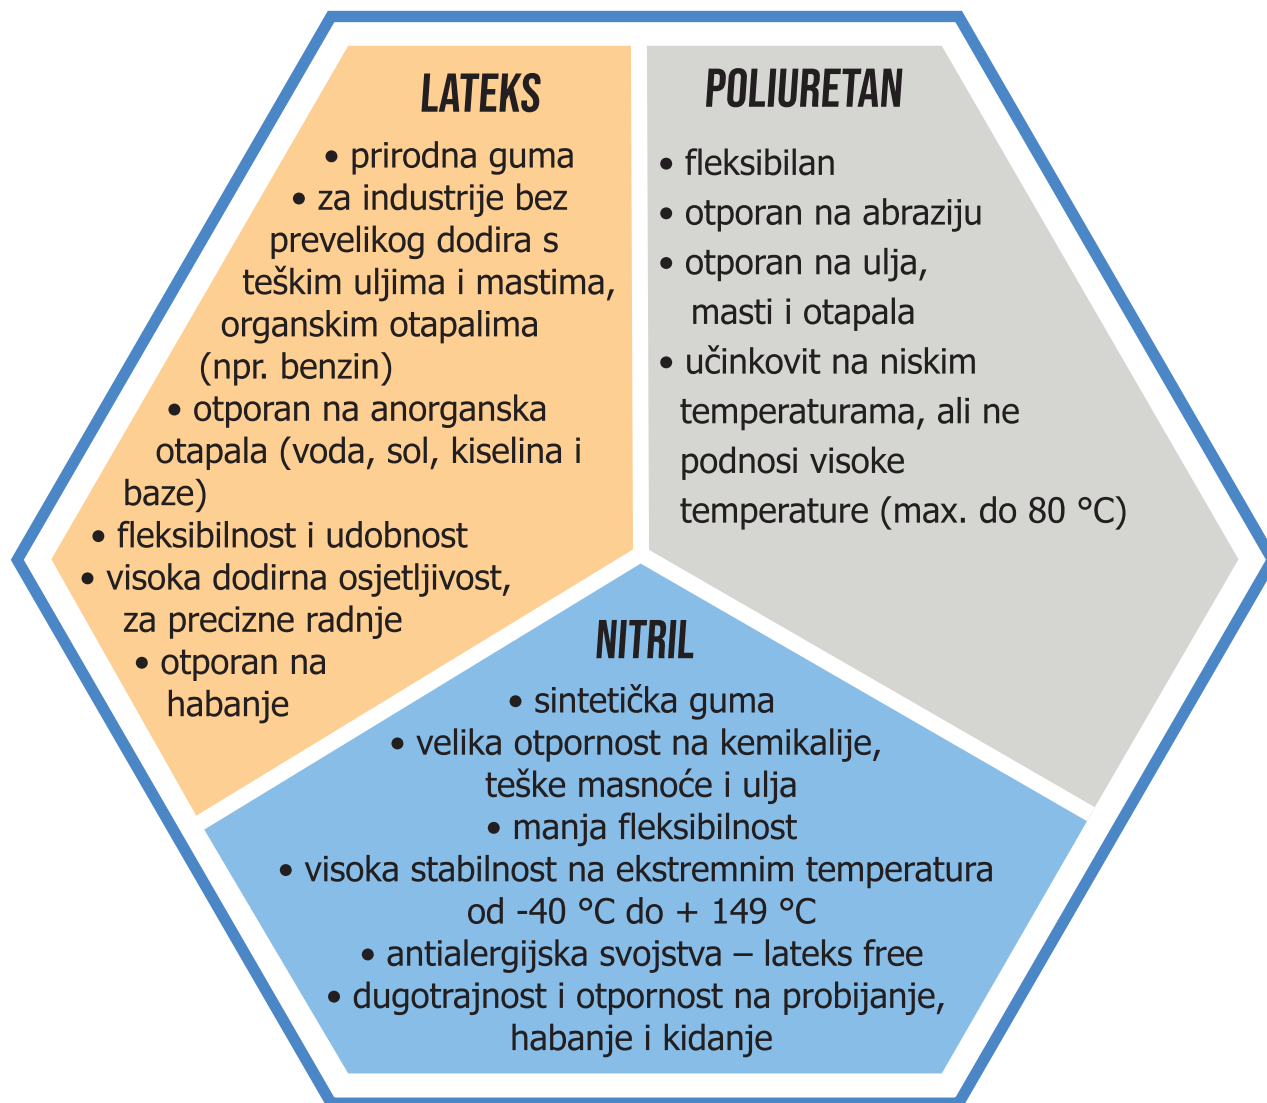 LATEKS
• prirodna guma
• za industrije bez
prevelikog dodira s
teškim uljima i mastima,
organskim otapalima
(npr. benzin)
• otporan na anorganska
otapala (voda, sol, kiselina i
baze)
• fleksibilnost i udobnost
• visoka dodirna osjetljivost,
za precizne radnje
• otporan na
habanje
POLIURETAN
• fleksibilan
• otporan na abraziju
• otporan na ulja,
masti i otapala
• učinkovit na niskim
temperaturama, ali ne
podnosi visoke
temperature (max. do 80 °C)
NITRIL
• sintetička guma
• velika otpornost na kemikalije,
teške masnoće i ulja
• manja fleksibilnost
• visoka stabilnost na ekstremnim temperatura
od -40 °C do + 149 °C
• antialergijska svojstva – lateks free
• dugotrajnost i otpornost na probijanje,
habanje i kidanje